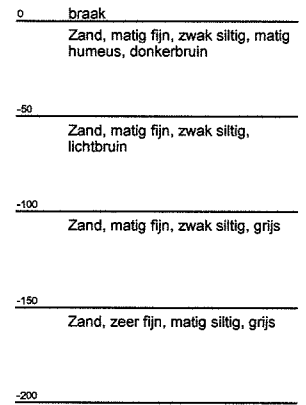 0 braak
Zand, matig fijn, zwak siltig, matig
humeus, donkerbruin
-50
Zand, matig fijn, zwak siltig,
lichtbruin
-100
Zand, matig fijn, zwak siltig, grijs
-150
Zand, zeer fijn, matig siltig, grijs
-200